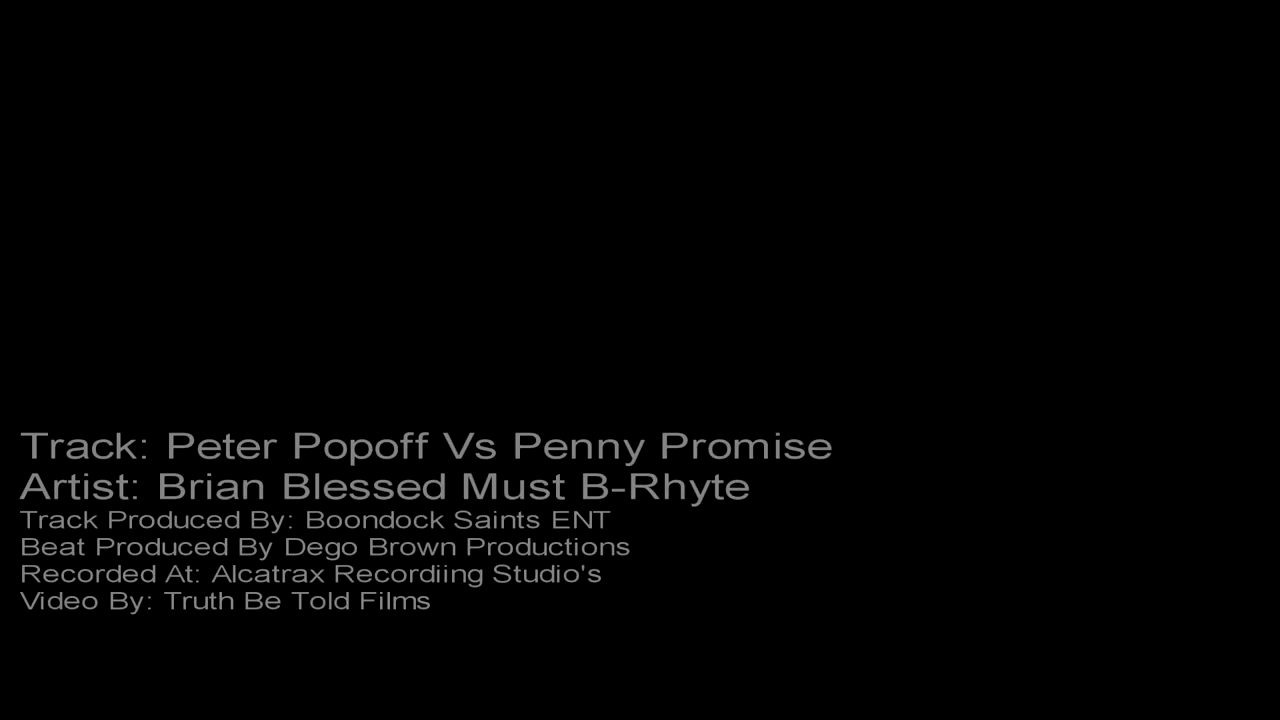 Track: Peter Popoff Vs Penny Promise
Artist: Brian Blessed Must B-Rhyte
Track Produced By: Boondock Saints ENT
Beat Produced By Dego Brown Productions
Recorded At: Alcatrax Recordiing Studio's
Video By: Truth Be Told Films